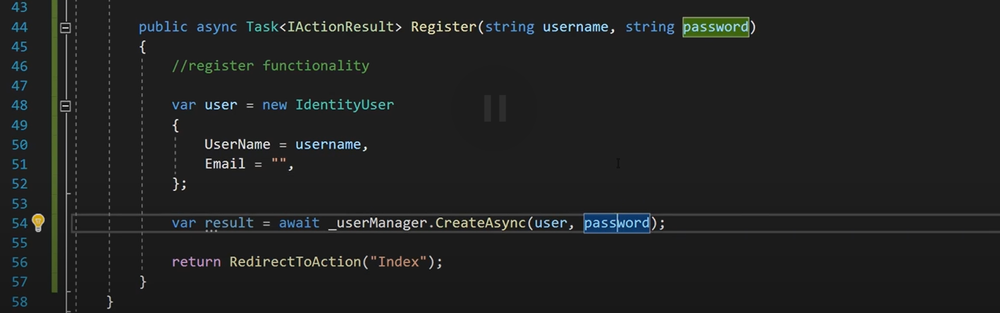 43
44 public async Task<IActionResult> Register(string username, string password)
45 {
46 //register functionality
47
48 var user = new IdentityUser
49 {
50 UserName = username,
51 Email = "",
52 };
53
54 var result = await _userManager.CreateAsync(user, password);
55
56 return RedirectToAction("Index");
57 }
58 }